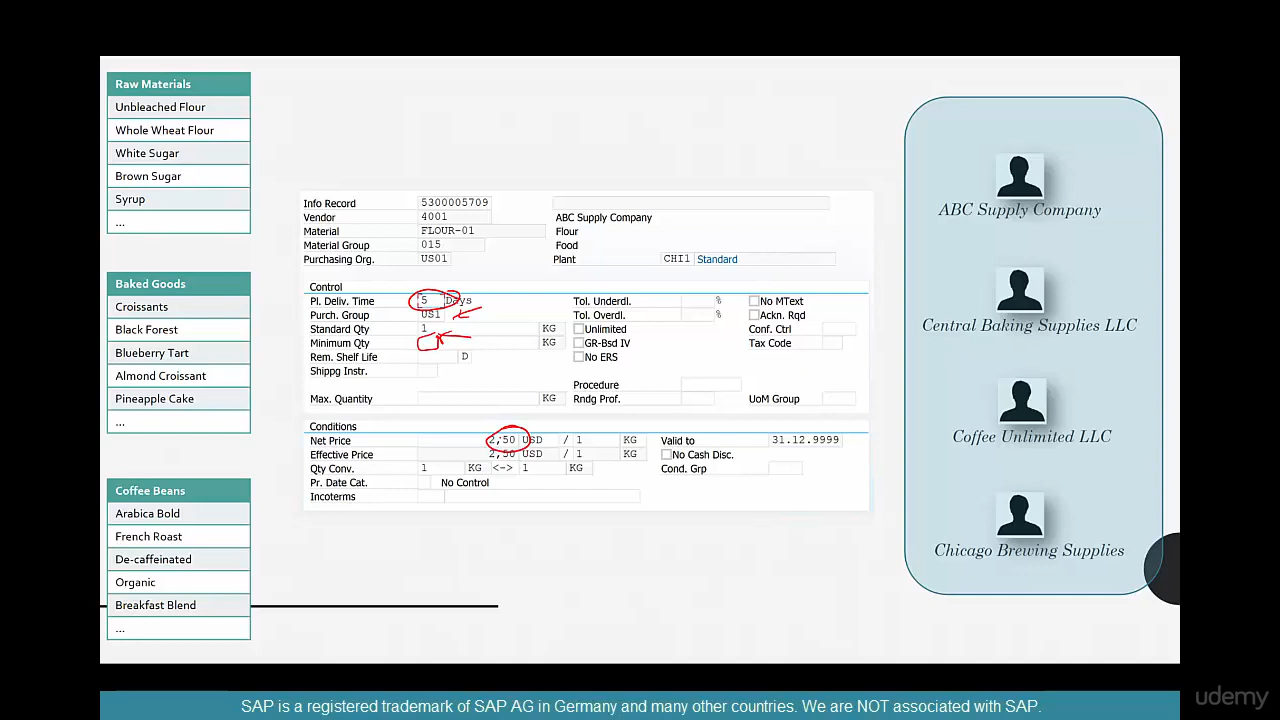 Raw Materials
Unbleached Flour
Whole Wheat Flour
White Sugar
Brown Sugar
Syrup
...
Baked Goods
Croissants
Black Forest
Blueberry Tart
Almond Croissant
Pineapple Cake
...
Coffee Beans
Arabica Bold
French Roast
De-caffeinated
Organic
Breakfast Blend
...
Info Record 5300005709
Vendor 4001 ABC Supply Company
Material FLOUR-01 Flour
Material Group 015 Food
Purchasing Org. US01 Plant CHI1 Standard
Control
Pl. Deliv. Time 5 Days Tol. Underdl. % No MText
Purch. Group US1 Tol. Overdl. % Ackn. Rqd
Standard Qty 1 KG Unlimited Conf. Ctrl
Minimum Qty KG GR-Bsd IV Tax Code
Rem. Shelf Life D No ERS
Shippg Instr.
Procedure
Max. Quantity KG Rndg Prof. UoM Group
Conditions
Net Price 2,50 USD / 1 KG Valid to 31.12.9999
Effective Price 2,50 USD / 1 KG No Cash Disc.
Qty Conv. 1 KG <-> 1 KG Cond. Grp
Pr. Date Cat. No Control
Incoterms
ABC Supply Company
Central Baking Supplies LLC
Coffee Unlimited LLC
Chicago Brewing Supplies
SAP is a registered trademark of SAP AG in Germany and many other countries. We are NOT associated with SAP.
udemy